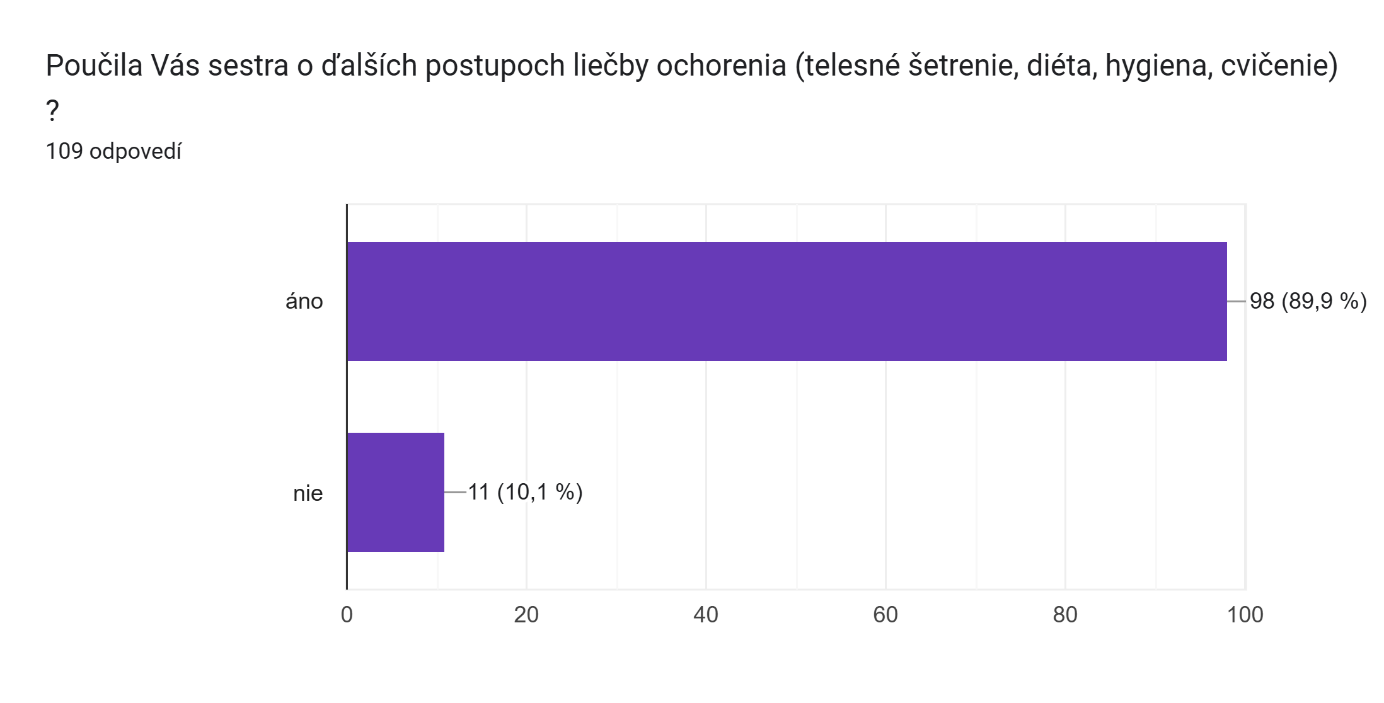 Poučila Vás sestra o ďalších postupoch liečby ochorenia (telesné šetrenie, diéta, hygiena, cvičenie)
?
109 odpovedí
áno
98 (89,9 %)
nie
11 (10,1 %)
0 20 40 60 80 100